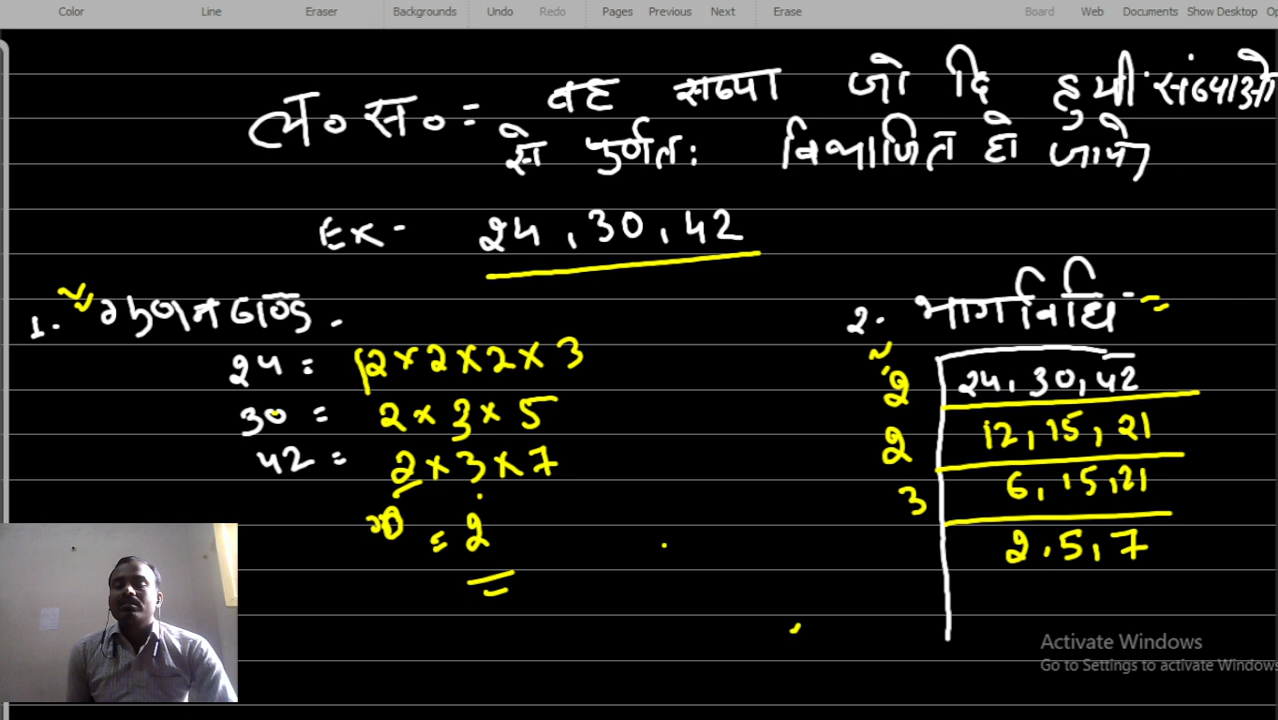 Color Line Eraser Backgrounds Undo Redo Pages Previous Next Erase Board Web Documents Show Desktop
ल० स० = वह सख्या जो दि हुयी संख्याओ
से पुर्णत: विभाजित हो जाये।
Ex- 24, 30, 42
1.
24 = 2 × 2 × 2 × 3
30 = 2 × 3 × 5
42 = 2 × 3 × 7
= 2
2. भाग विधि -
2 24, 30, 42
2 12, 15, 21
3 6, 15, 21
2, 5, 7
Activate Windows
Go to Settings to activate Windows